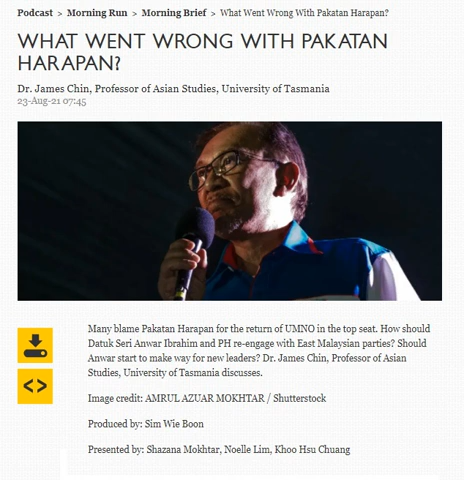 Podcast > Morning Run > Morning Brief > What Went Wrong With Pakatan Harapan?
WHAT WENT WRONG WITH PAKATAN
HARAPAN?
Dr. James Chin, Professor of Asian Studies, University of Tasmania
23-Aug-21 07:45
Many blame Pakatan Harapan for the return of UMNO in the top seat. How should
Datuk Seri Anwar Ibrahim and PH re-engage with East Malaysian parties? Should
Anwar start to make way for new leaders? Dr. James Chin, Professor of Asian
Studies, University of Tasmania discusses.
Image credit: AMRUL AZUAR MOKHTAR / Shutterstock
Produced by: Sim Wie Boon
Presented by: Shazana Mokhtar, Noelle Lim, Khoo Hsu Chuang